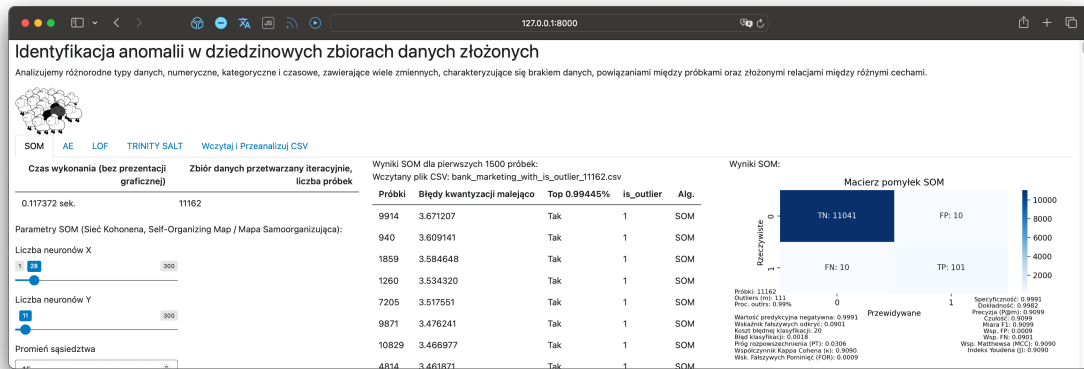 127.0.0.1:8000
Identyfikacja anomalii w dziedzinowych zbiorach danych złożonych
Analizujemy różnorodne typy danych, numeryczne, kategoryczne i czasowe, zawierające wiele zmiennych, charakteryzujące się brakiem danych, powiązaniami między próbkami oraz złożonymi relacjami między różnymi cechami.
SOM AE LOF TRINITY SALT Wczytaj i Przeanalizuj CSV
Czas wykonania (bez prezentacji graficznej)
Zbiór danych przetwarzany iteracyjnie, liczba próbek
0.117372 sek. 11162
Parametry SOM (Sieć Kohonena, Self-Organizing Map / Mapa Samoorganizująca):
Liczba neuronów X
1 28 300
Liczba neuronów Y
11 300
Promień sąsiedztwa
Wyniki SOM dla pierwszych 1500 próbek:
Wczytany plik CSV: bank_marketing_with_is_outlier_11162.csv
Próbki Błędy kwantyzacji malejąco Top 0.99445% is_outlier Alg.
9914 3.671207 Tak 1 SOM
940 3.609141 Tak 1 SOM
1859 3.584648 Tak 1 SOM
1260 3.534320 Tak 1 SOM
7205 3.517551 Tak 1 SOM
9871 3.476241 Tak 1 SOM
10829 3.466977 Tak 1 SOM
4814 3.461871 Tak 1 SOM
Wyniki SOM:
Macierz pomyłek SOM
TN: 11041 FP: 10
FN: 10 TP: 101
Rzeczywiste
0
1
0 1
Przewidywane
10000
8000
6000
4000
2000
Próbki: 11162
Outliers (m): 111
Proc. outlrs: 0.99%
Wartość predykcyjna negatywna: 0.9991
Wskaźnik fałszywych odkryć: 0.0901
Koszt błędnej klasyfikacji: 20
Błąd klasyfikacji: 0.0018
Próg rozpowszechnienia (PT): 0.0306
Współczynnik Kappa Cohena (κ): 0.9090
Wsk. Fałszywych Pominięć (FOR): 0.0009
Specyficzność: 0.9991
Dokładność: 0.9982
Precyzja (P@m): 0.9099
Czułość: 0.9099
Miara F1: 0.9099
Wsp. FP: 0.0009
Wsp. FN: 0.0901
Wsp. Matthewsa (MCC): 0.9090
Indeks Youdena (J): 0.9090